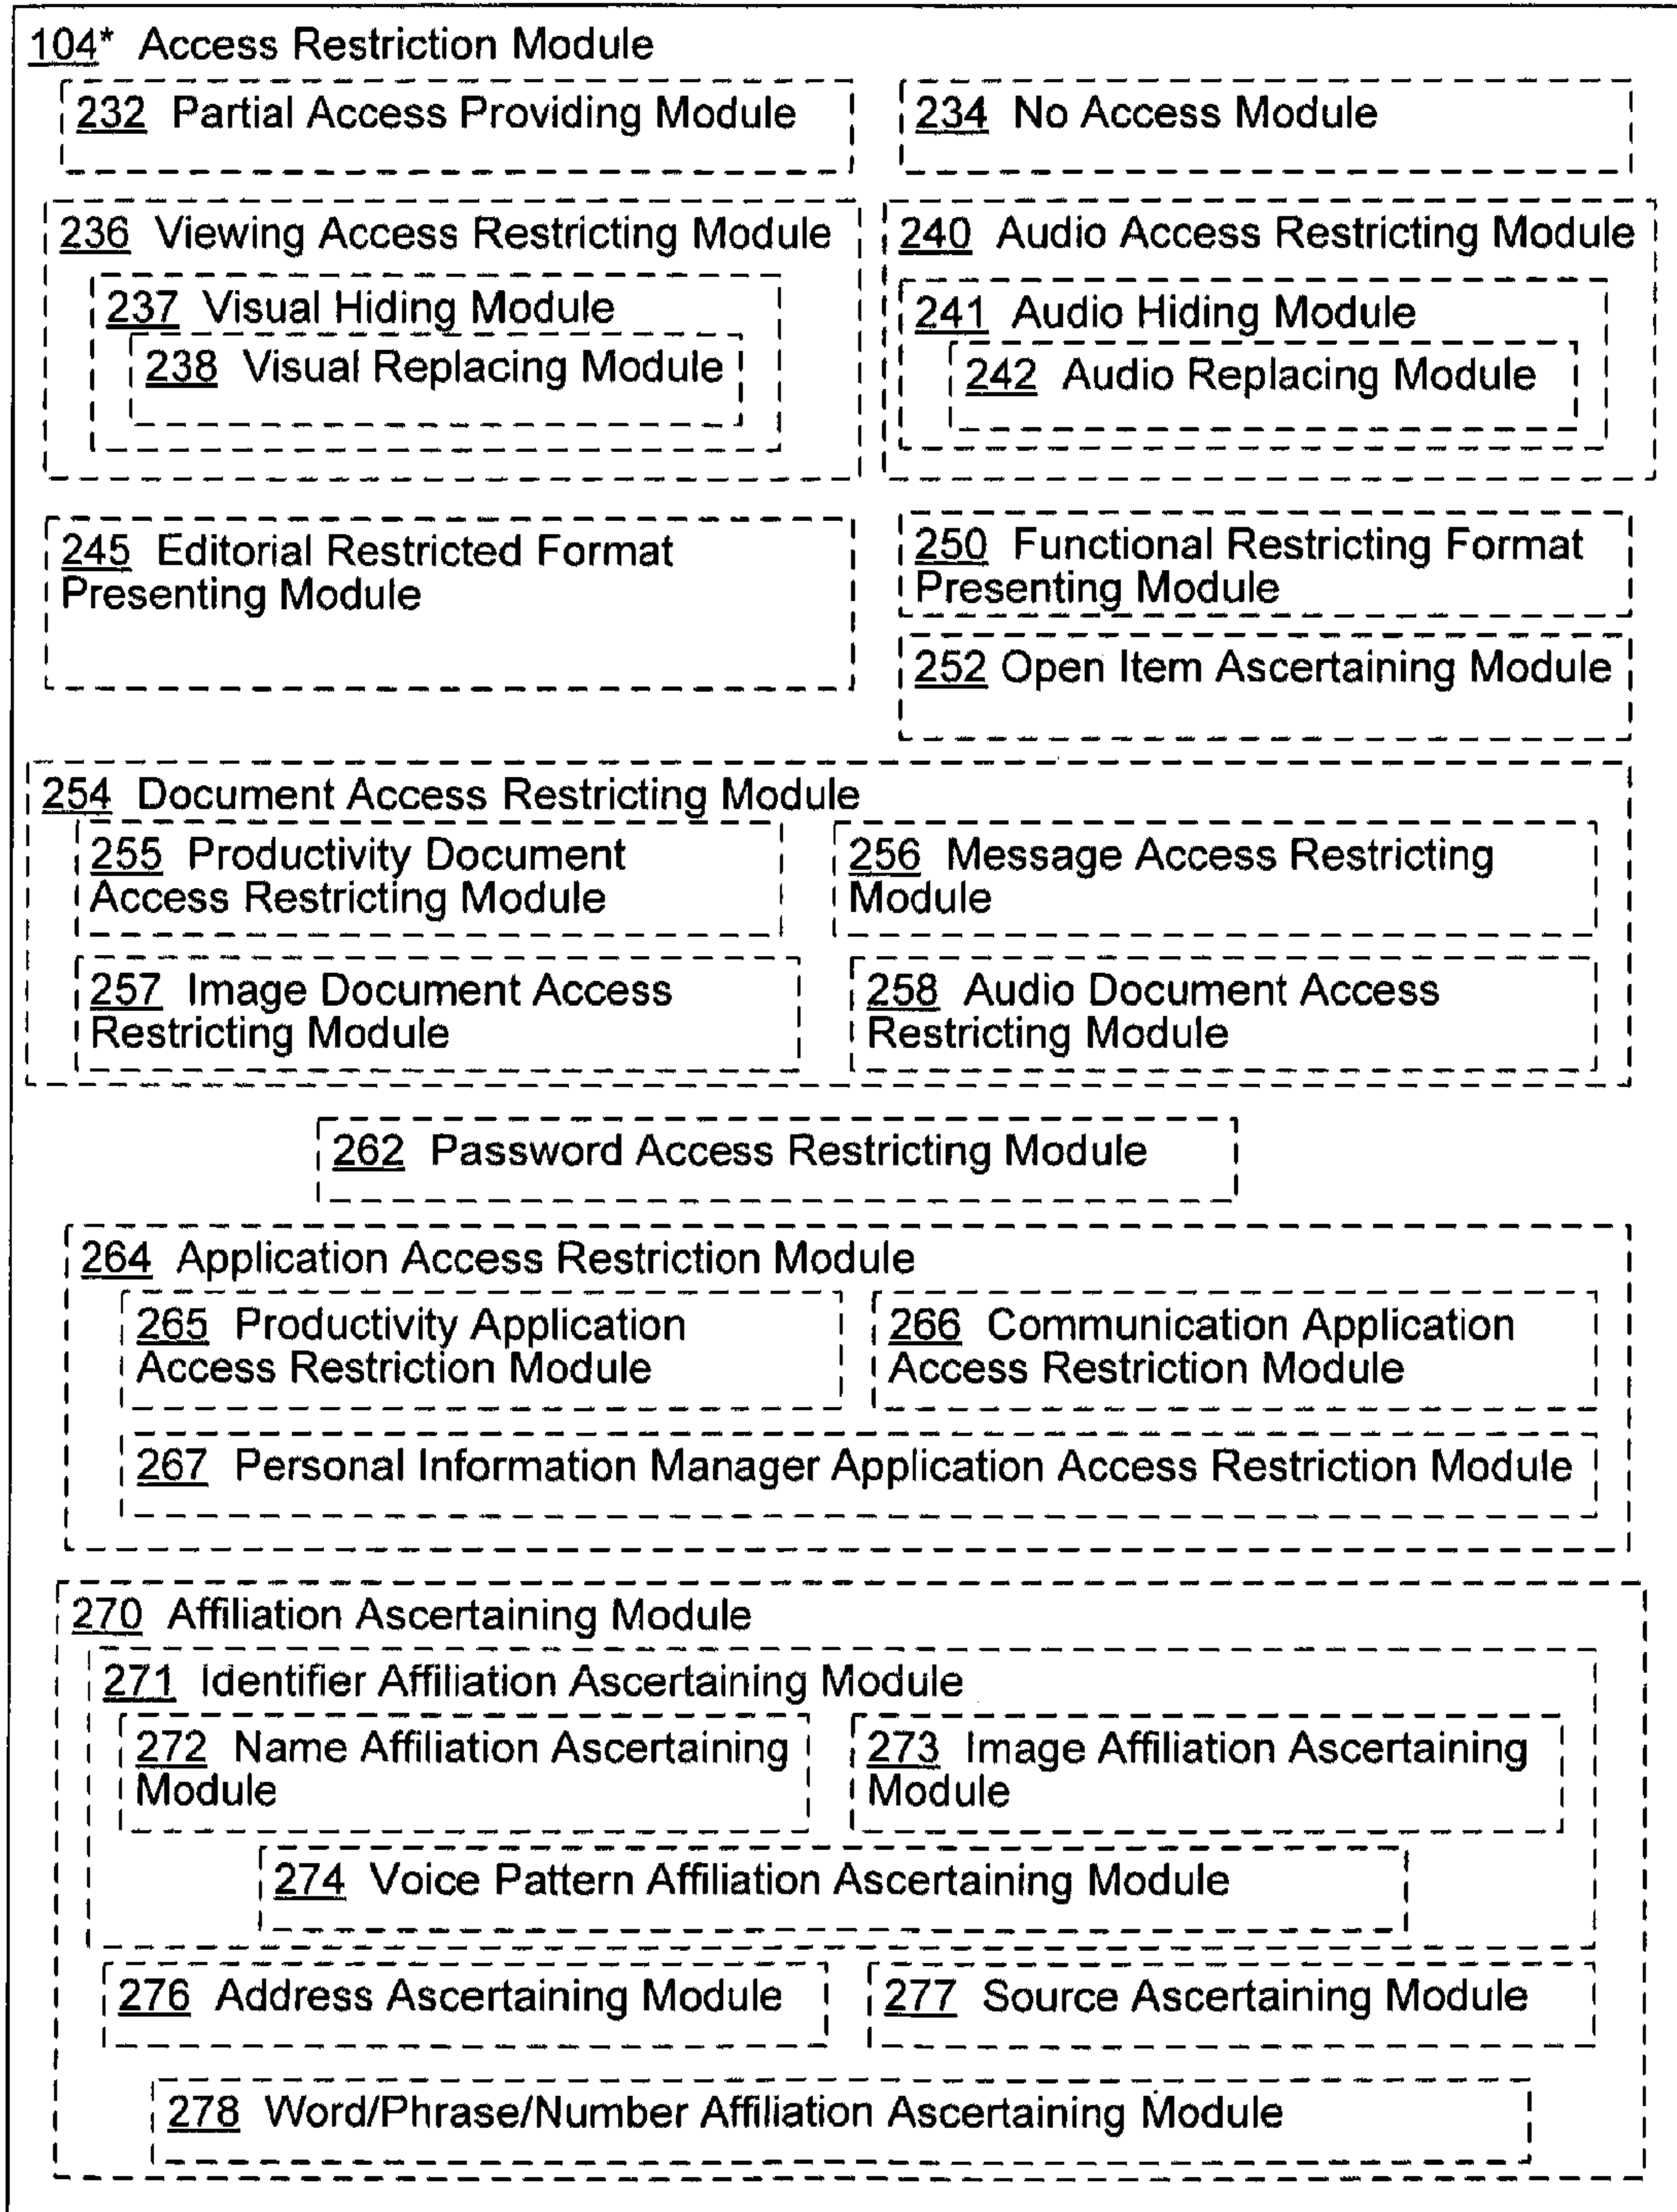 104* Access Restriction Module
232 Partial Access Providing Module
234 No Access Module
236 Viewing Access Restricting Module
237 Visual Hiding Module
238 Visual Replacing Module
240 Audio Access Restricting Module
241 Audio Hiding Module
242 Audio Replacing Module
245 Editorial Restricted Format
Presenting Module
250 Functional Restricting Format
Presenting Module
252 Open Item Ascertaining Module
254 Document Access Restricting Module
255 Productivity Document
Access Restricting Module
256 Message Access Restricting
Module
257 Image Document Access
Restricting Module
258 Audio Document Access
Restricting Module
262 Password Access Restricting Module
264 Application Access Restriction Module
265 Productivity Application
Access Restriction Module
266 Communication Application
Access Restriction Module
267 Personal Information Manager Application Access Restriction Module
270 Affiliation Ascertaining Module
271 Identifier Affiliation Ascertaining Module
272 Name Affiliation Ascertaining
Module
273 Image Affiliation Ascertaining
Module
274 Voice Pattern Affiliation Ascertaining Module
276 Address Ascertaining Module
277 Source Ascertaining Module
278 Word/Phrase/Number Affiliation Ascertaining Module